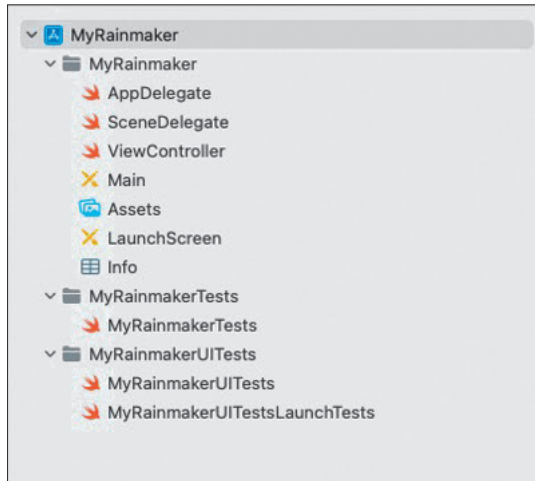 MyRainmaker
MyRainmaker
AppDelegate
SceneDelegate
ViewController
Main
Assets
LaunchScreen
Info
MyRainmakerTests
MyRainmakerTests
MyRainmakerUITests
MyRainmakerUITests
MyRainmakerUITestsLaunchTests